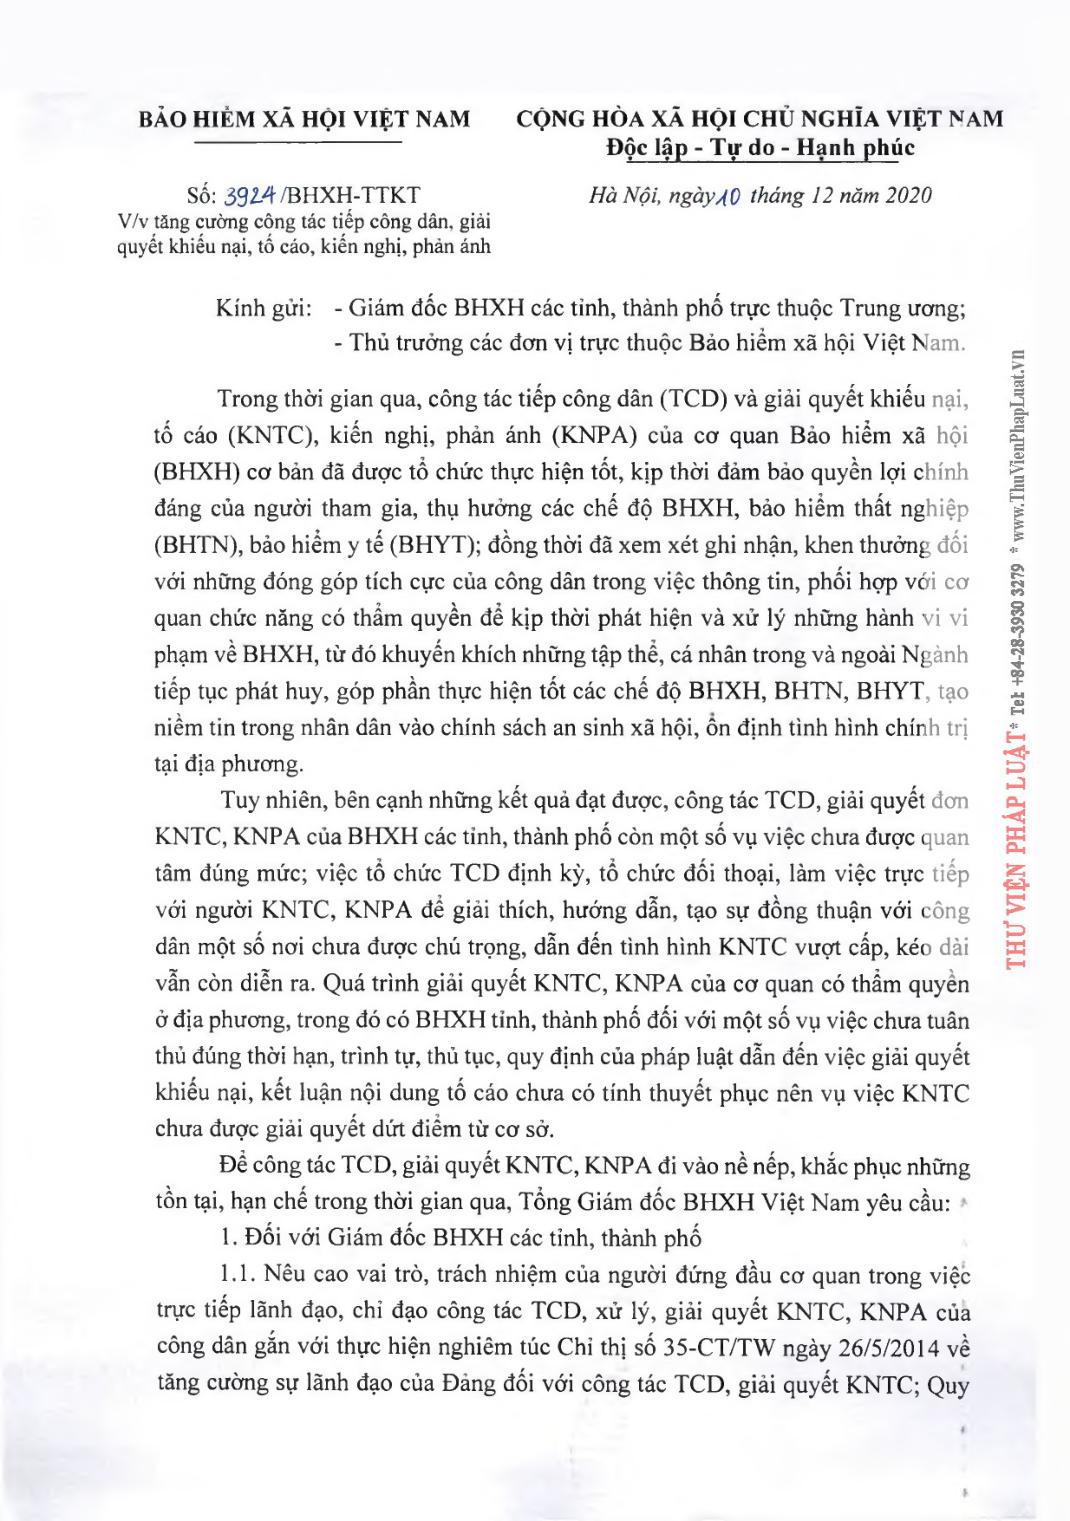 BẢO HIỂM XÃ HỘI VIỆT NAM
CỘNG HÒA XÃ HỘI CHỦ NGHĨA VIỆT NAM
Độc lập - Tự do - Hạnh phúc
Số: 3924/BHXH-TTKT
V/v tăng cường công tác tiếp công dân, giải
quyết khiếu nại, tố cáo, kiến nghị, phản ánh
Hà Nội, ngày 10 tháng 12 năm 2020
Kính gửi: - Giám đốc BHXH các tỉnh, thành phố trực thuộc Trung ương;
- Thủ trưởng các đơn vị trực thuộc Bảo hiểm xã hội Việt Nam.
Trong thời gian qua, công tác tiếp công dân (TCD) và giải quyết khiếu nại,
tố cáo (KNTC), kiến nghị, phản ánh (KNPA) của cơ quan Bảo hiểm xã hội
(BHXH) cơ bản đã được tổ chức thực hiện tốt, kịp thời đảm bảo quyền lợi chính
đáng của người tham gia, thụ hưởng các chế độ BHXH, bảo hiểm thất nghiệp
(BHTN), bảo hiểm y tế (BHYT); đồng thời đã xem xét ghi nhận, khen thưởng đối
với những đóng góp tích cực của công dân trong việc thông tin, phối hợp với cơ
quan chức năng có thẩm quyền để kịp thời phát hiện và xử lý những hành vi vi
phạm về BHXH, từ đó khuyến khích những tập thể, cá nhân trong và ngoài Ngành
tiếp tục phát huy, góp phần thực hiện tốt các chế độ BHXH, BHTN, BHYT, tạo
niềm tin trong nhân dân vào chính sách an sinh xã hội, ổn định tình hình chính trị
tại địa phương.
Tuy nhiên, bên cạnh những kết quả đạt được, công tác TCD, giải quyết đơn
KNTC, KNPA của BHXH các tỉnh, thành phố còn một số vụ việc chưa được quan
tâm đúng mức; việc tổ chức TCD định kỳ, tổ chức đối thoại, làm việc trực tiếp
với người KNTC, KNPA để giải thích, hướng dẫn, tạo sự đồng thuận với công
dân một số nơi chưa được chú trọng, dẫn đến tình hình KNTC vượt cấp, kéo dài
vẫn còn diễn ra. Quá trình giải quyết KNTC, KNPA của cơ quan có thẩm quyền
ở địa phương, trong đó có BHXH tỉnh, thành phố đối với một số vụ việc chưa tuân
thủ đúng thời hạn, trình tự, thủ tục, quy định của pháp luật dẫn đến việc giải quyết
khiếu nại, kết luận nội dung tố cáo chưa có tính thuyết phục nên vụ việc KNTC
chưa được giải quyết dứt điểm từ cơ sở.
Để công tác TCD, giải quyết KNTC, KNPA đi vào nề nếp, khắc phục những
tồn tại, hạn chế trong thời gian qua, Tổng Giám đốc BHXH Việt Nam yêu cầu:
1. Đối với Giám đốc BHXH các tỉnh, thành phố
1.1. Nêu cao vai trò, trách nhiệm của người đứng đầu cơ quan trong việc
trực tiếp lãnh đạo, chỉ đạo công tác TCD, xử lý, giải quyết KNTC, KNPA của
công dân gắn với thực hiện nghiêm túc Chỉ thị số 35-CT/TW ngày 26/5/2014 về
tăng cường sự lãnh đạo của Đảng đối với công tác TCD, giải quyết KNTC; Quy
THƯ VIỆN PHÁP LUẬT * Tel: +84-28-3930 3279 * www.ThuVienPhapLuat.vn